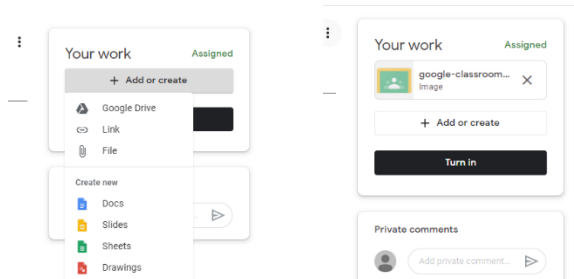 Your work Assigned
+ Add or create
Google Drive
Link
File
Create new
Docs
Slides
Sheets
Drawings
Your work Assigned
google-classroom...
Image
+ Add or create
Turn in
Private comments
Add private comment...